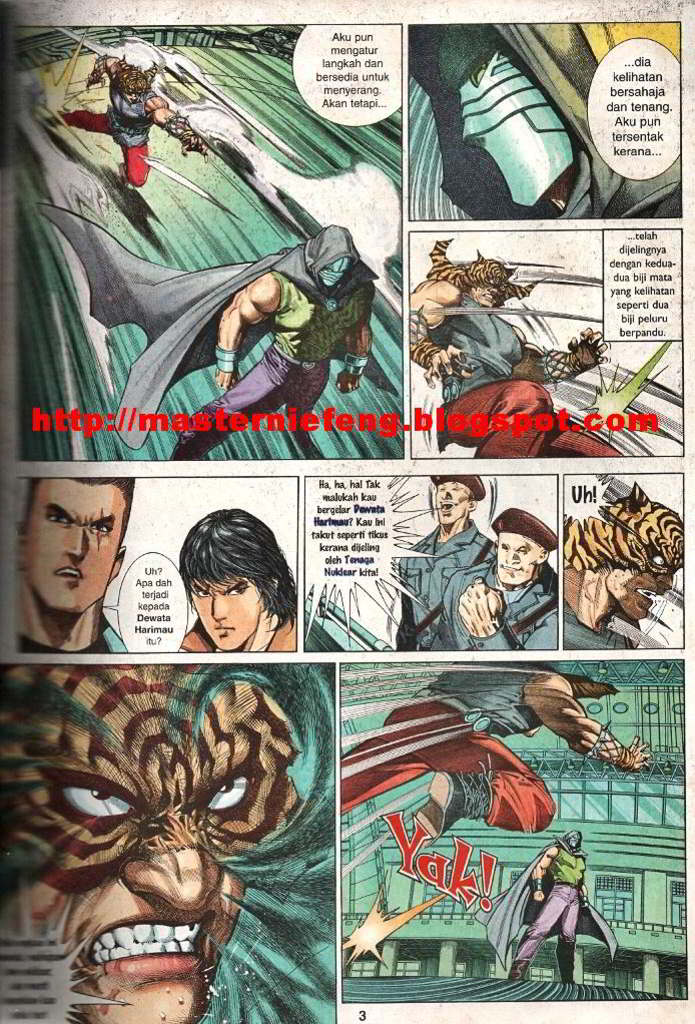 Aku pun
mengatur
langkah dan
bersedia untuk
menyerang.
Akan tetapi...
...dia
kelihatan
bersahaja
dan tenang.
Aku pun
tersentak
kerana...
...telah
dijelingnya
dengan kedua-
dua biji mata
yang kelihatan
seperti dua
biji peluru
berpandu.
http://masterniefeng.blogspot.com
Uh?
Apa dah
terjadi
kepada
Dewata
Harimau
itu?
Ha, ha, ha! Tak
malukah kau
bergelar Dewata
Harimau? Kau ini
takut seperti tikus
kerana dijeling
oleh Tenaga
Nuklear kita!
Uh!
Yak!
3